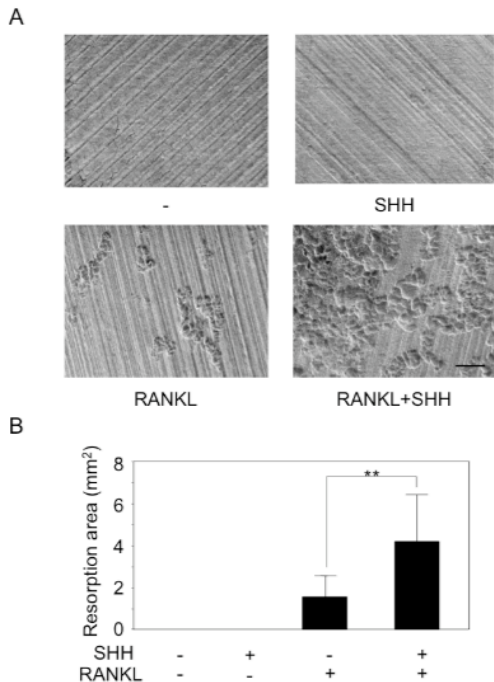 A
-
SHH
RANKL
RANKL+SHH
B
Resorption area (mm²)
8
6
4
2
0
**
SHH - + - +
RANKL - - + +